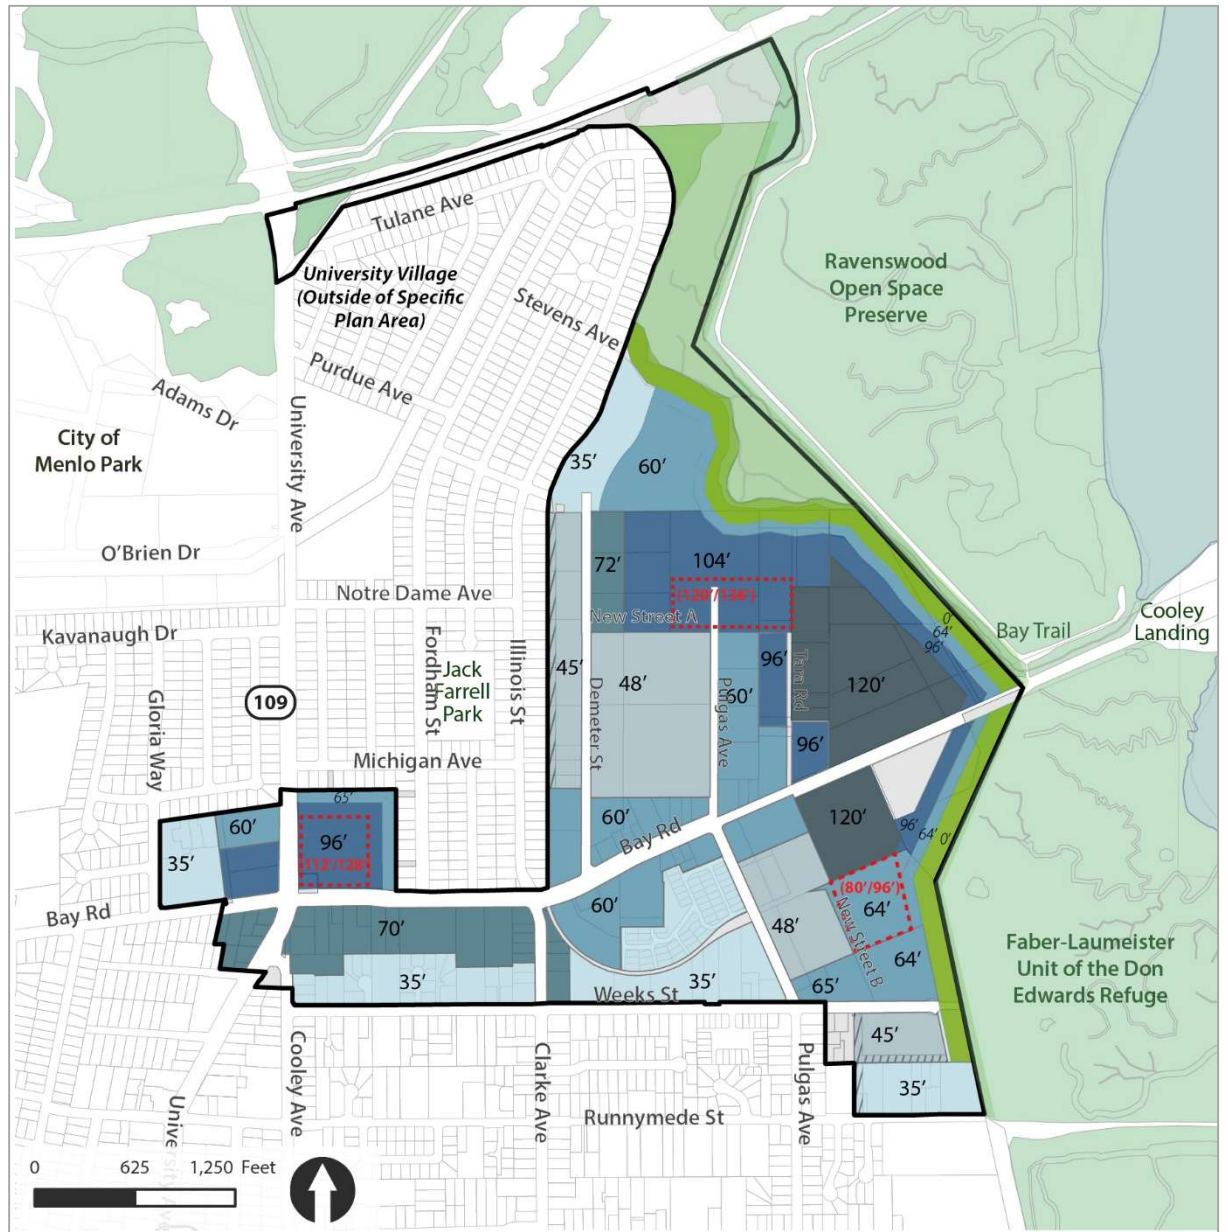 Tulane Ave
University Village
(Outside of Specific
Plan Area)
Stevens Ave
Ravenswood
Open Space
Preserve
Purdue Ave
Adams Dr
University Ave
City of
Menlo Park
35’
60’
O’Brien Dr
72’
104’
(120’/136’)
Notre Dame Ave
New Street A
Kavanaugh Dr
Fordham St
Illinois St
Jack
Farrell
Park
Gloria Way
109
45’
48’
Demeter St
Pulgas Ave
60’
96’
Tara Rd
120’
96’
0’
64’
96’
Bay Trail
Cooley
Landing
Michigan Ave
65’
60’
96’
112’/128’
35’
60’
Bay Rd
120’
96’
64’
0’
(80’/96’)
64’
New Street B
Bay Rd
60’
48’
70’
64’
35’
35’
65’
Weeks St
Faber-Laumeister
Unit of the Don
Edwards Refuge
45’
35’
Cooley Ave
Clarke Ave
Pulgas Ave
Runnymede St
University Ave
0 625 1,250 Feet